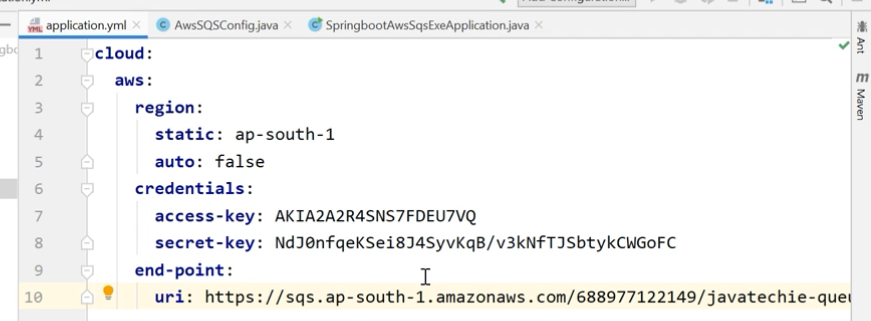 application.yml
AwsSQSConfig.java
SpringbootAwsSqsExeApplication.java
1 cloud:
2 aws:
3 region:
4 static: ap-south-1
5 auto: false
6 credentials:
7 access-key: AKIA2A2R4SNS7FDEU7VQ
8 secret-key: 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
9 end-point:
10 uri: https://sqs.ap-south-1.amazonaws.com/688977122149/javatechie-queu
Ant
Maven